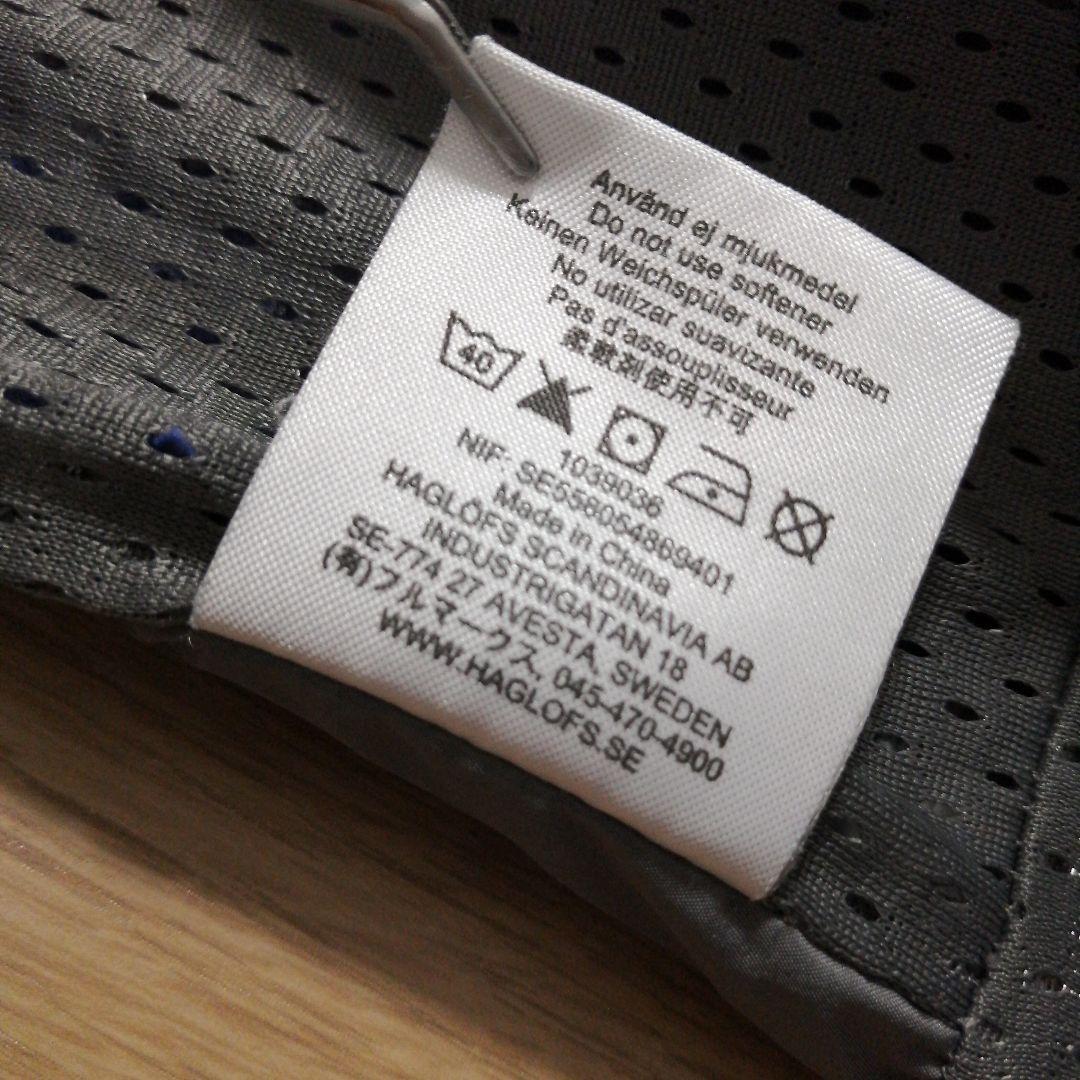 Använd ej mjukmedel
Do not use softener
Keinen Weichspüler verwenden
No utilizar suavizante
Pas d'assouplisseur
柔軟剤使用不可
40
1039036
NIF: SE5580548869401
Made in China
HAGLÖFS SCANDINAVIA AB
INDUSTRIGATAN 18
SE-774 27 AVESTA, SWEDEN
(有)フルマークス, 045-470-4900
WWW.HAGLOFS.SE